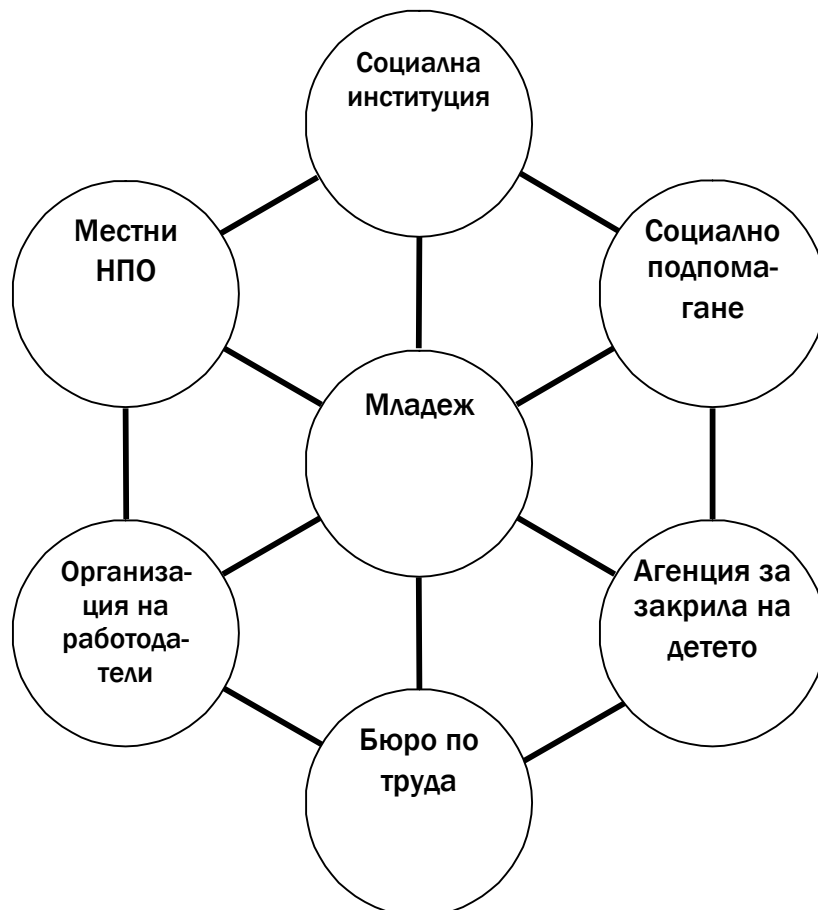 Социална
институция
Местни
НПО
Социално
подпома-
гане
Младеж
Организа-
ция на
работода-
тели
Агенция за
закрила на
детето
Бюро по
труда